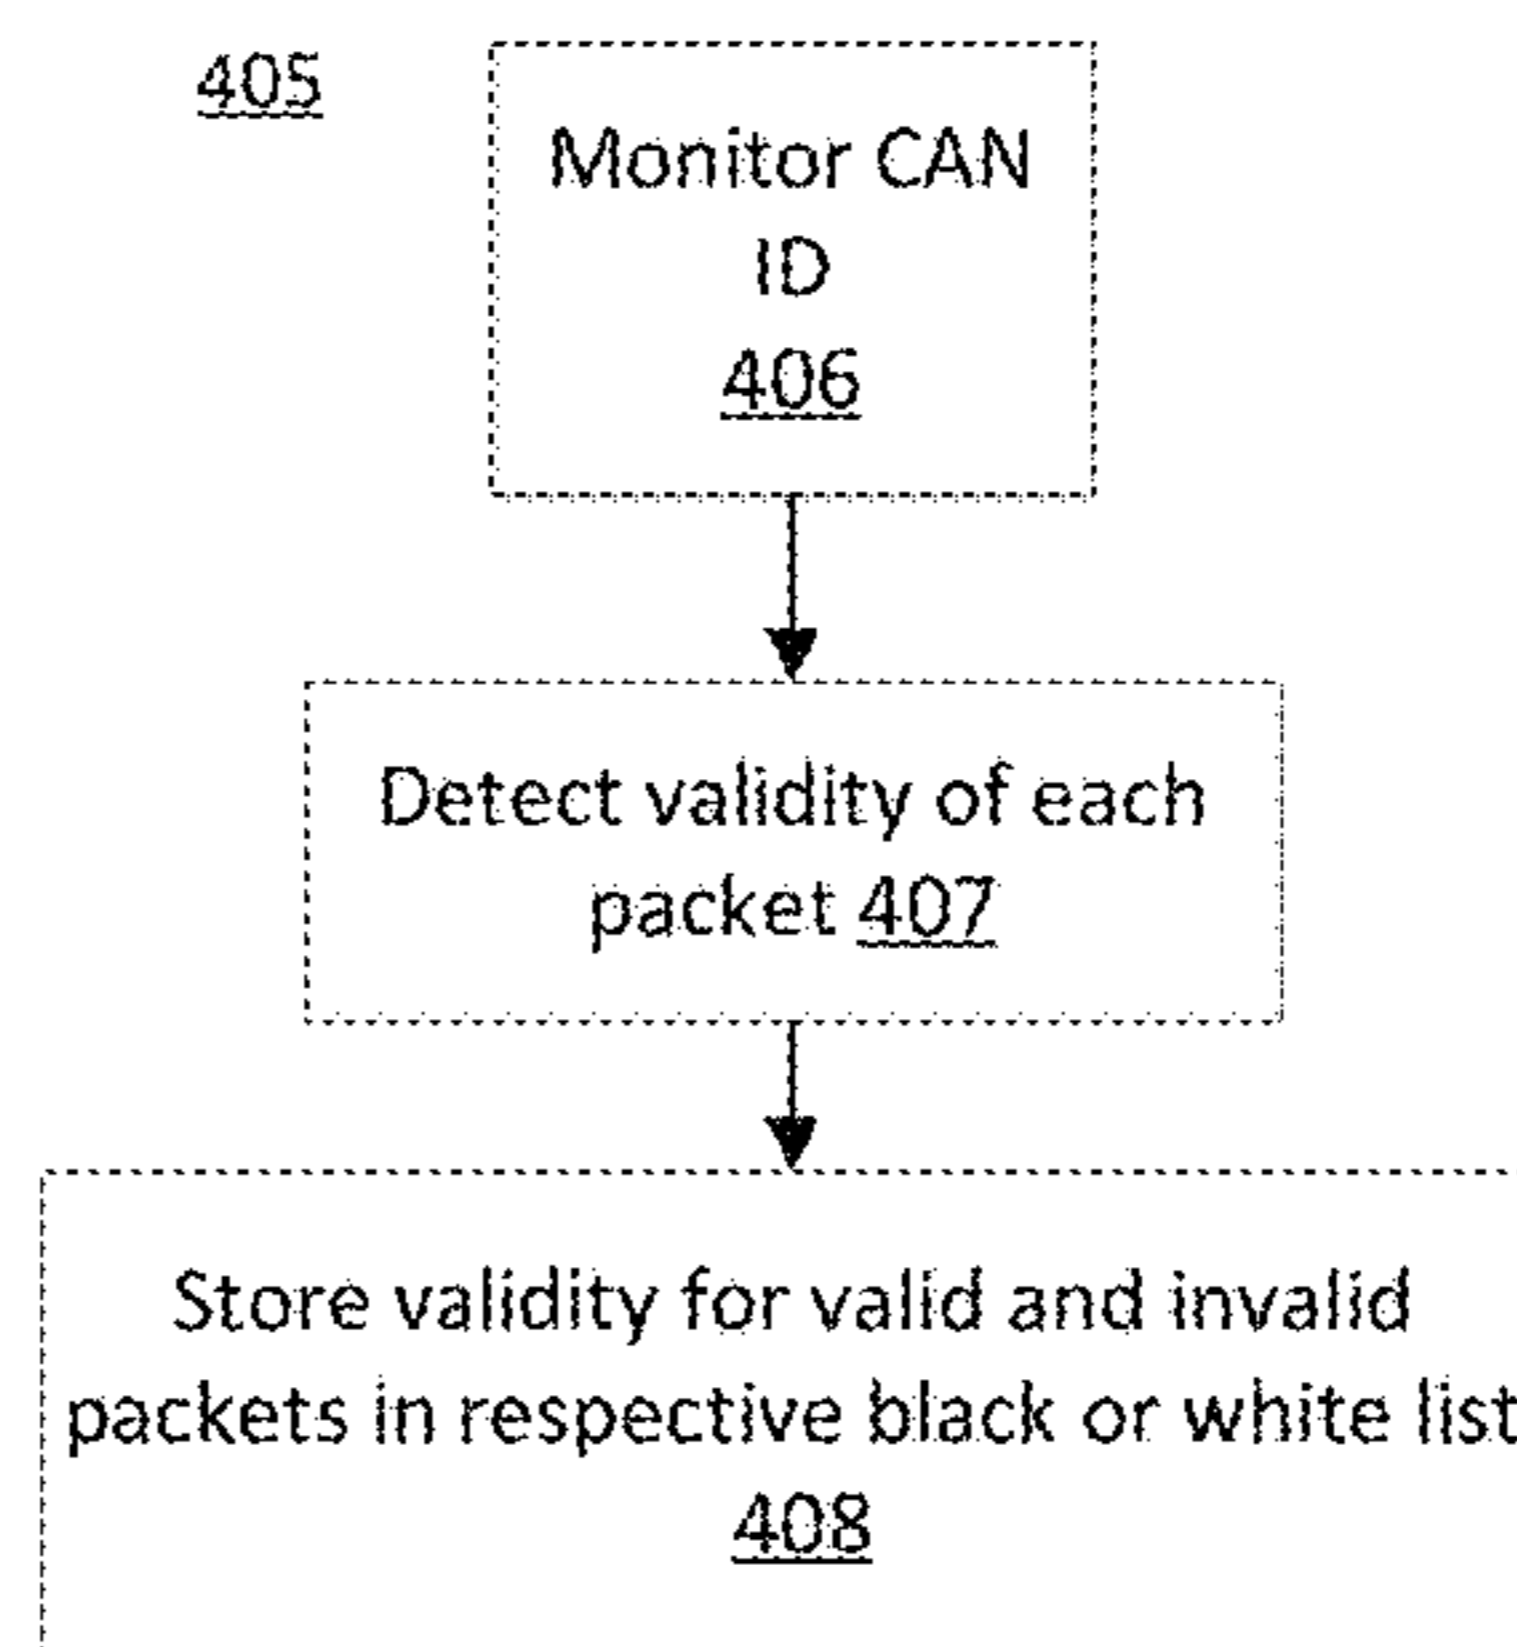 405
Monitor CAN
ID
406
Detect validity of each
packet 407
Store validity for valid and invalid
packets in respective black or white list
408